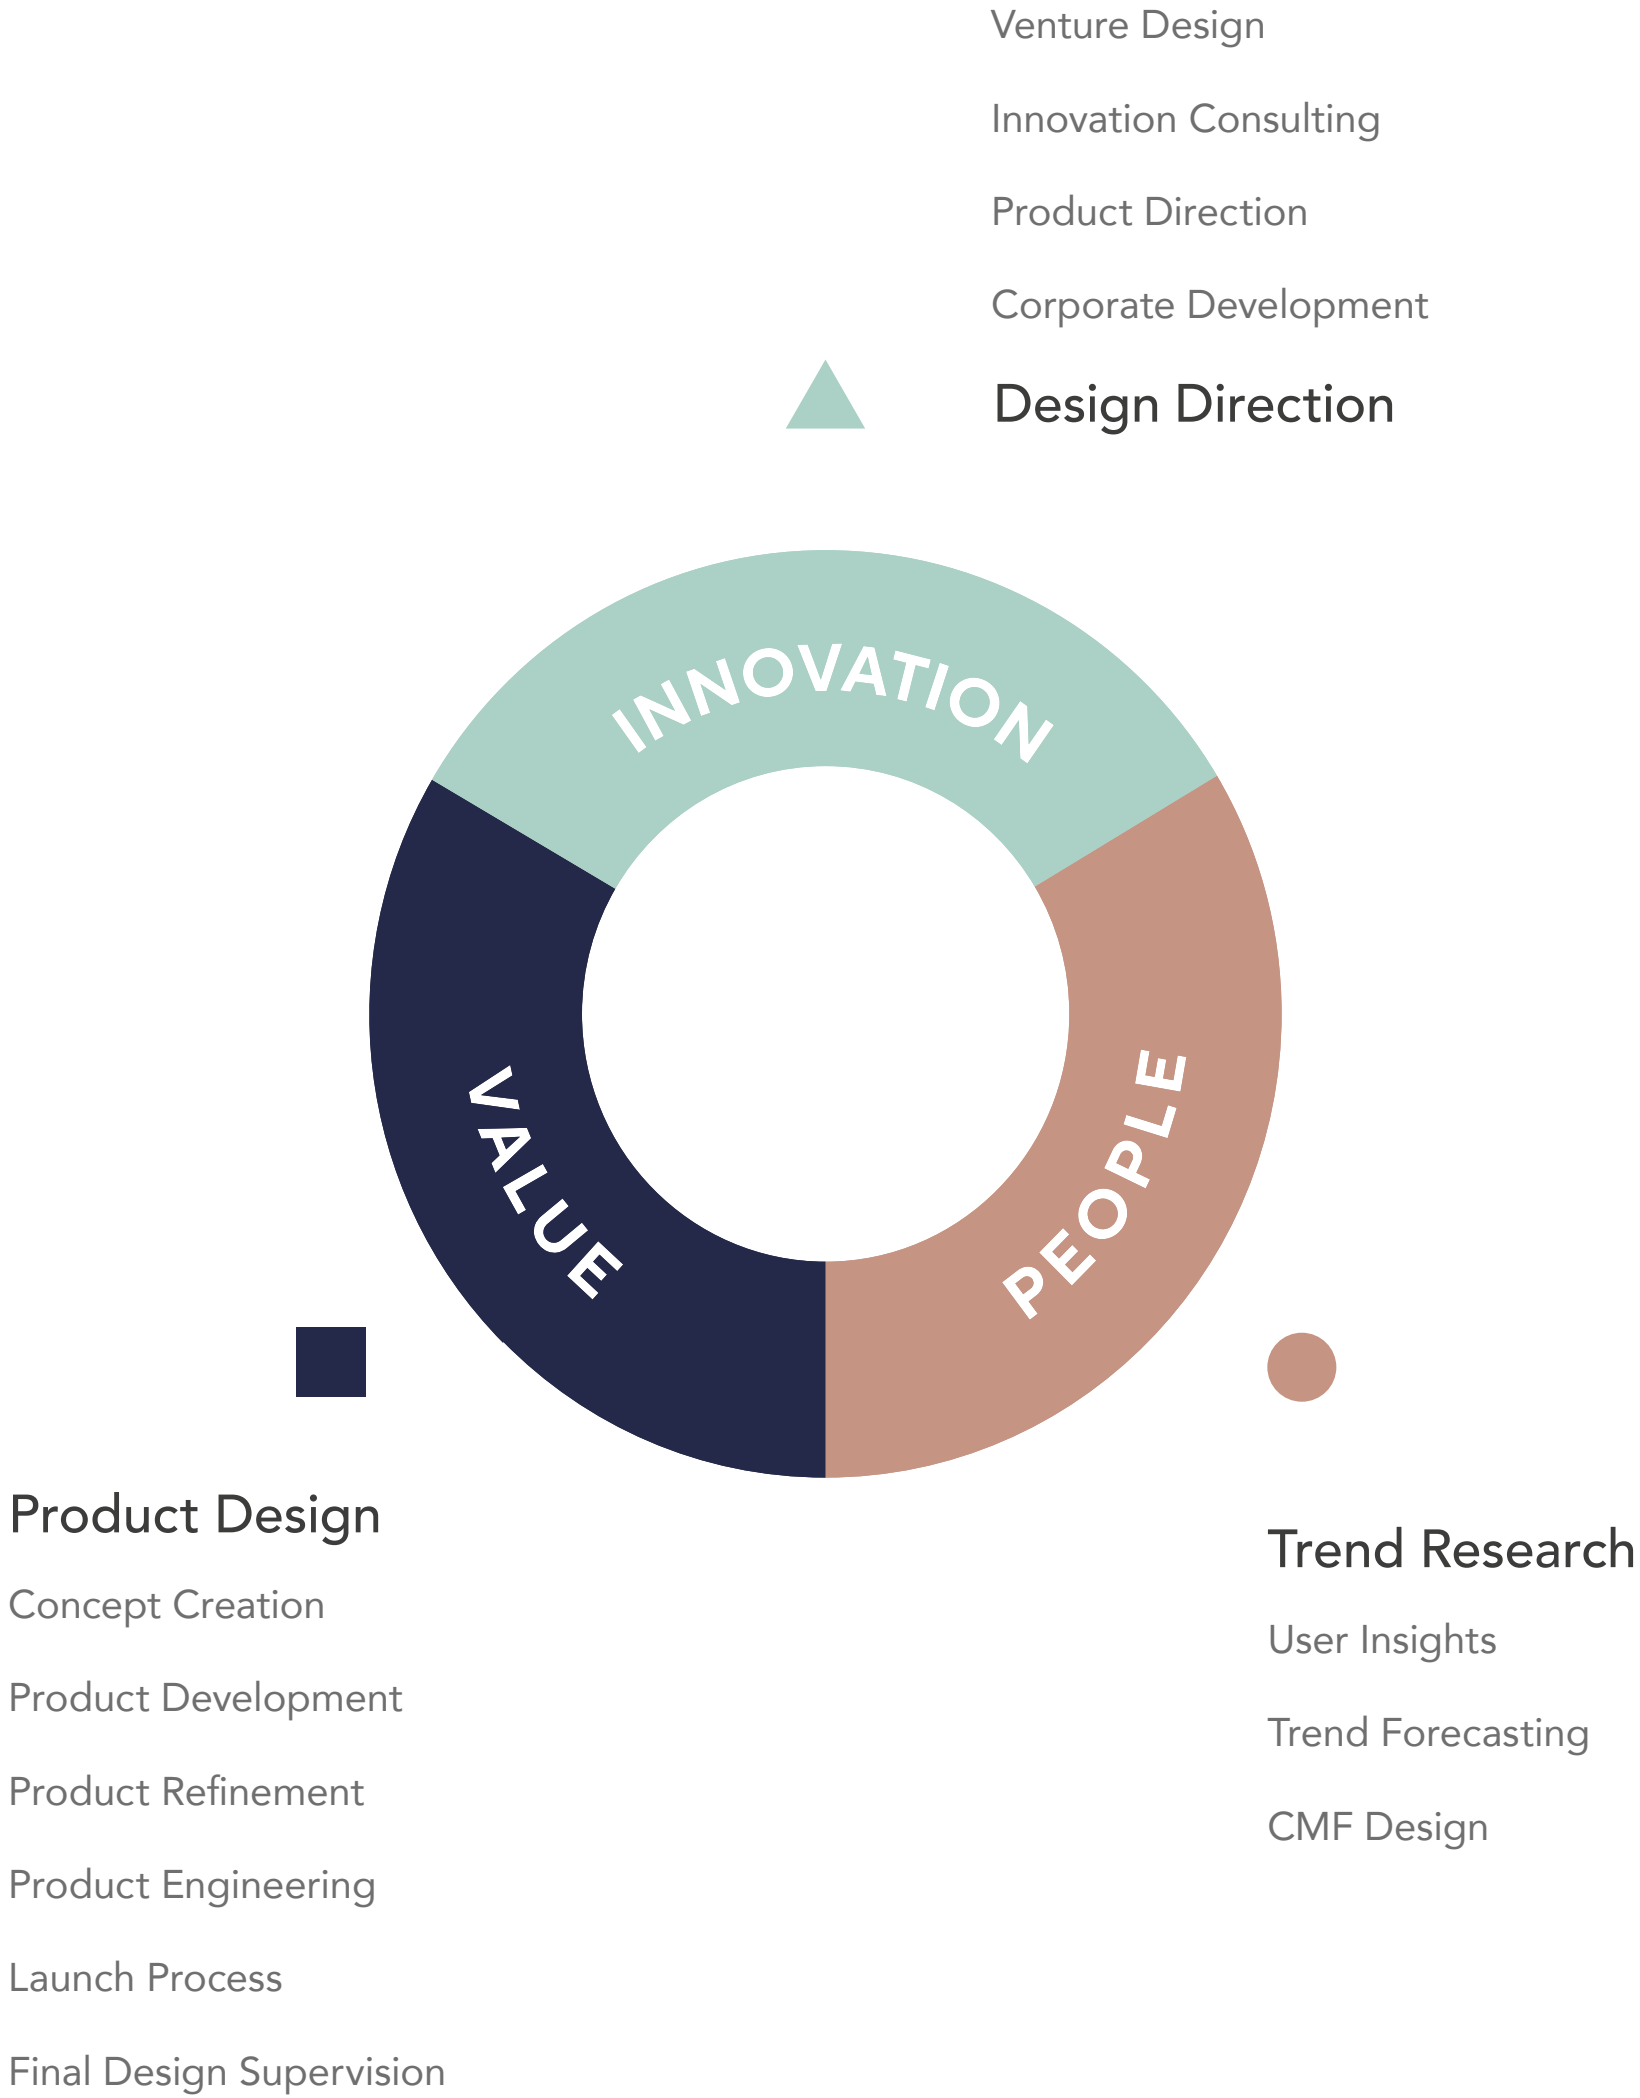 Venture Design
Innovation Consulting
Product Direction
Corporate Development
Design Direction
INNOVATION
VALUE
PEOPLE
Product Design
Concept Creation
Product Development
Product Refinement
Product Engineering
Launch Process
Final Design Supervision
Trend Research
User Insights
Trend Forecasting
CMF Design